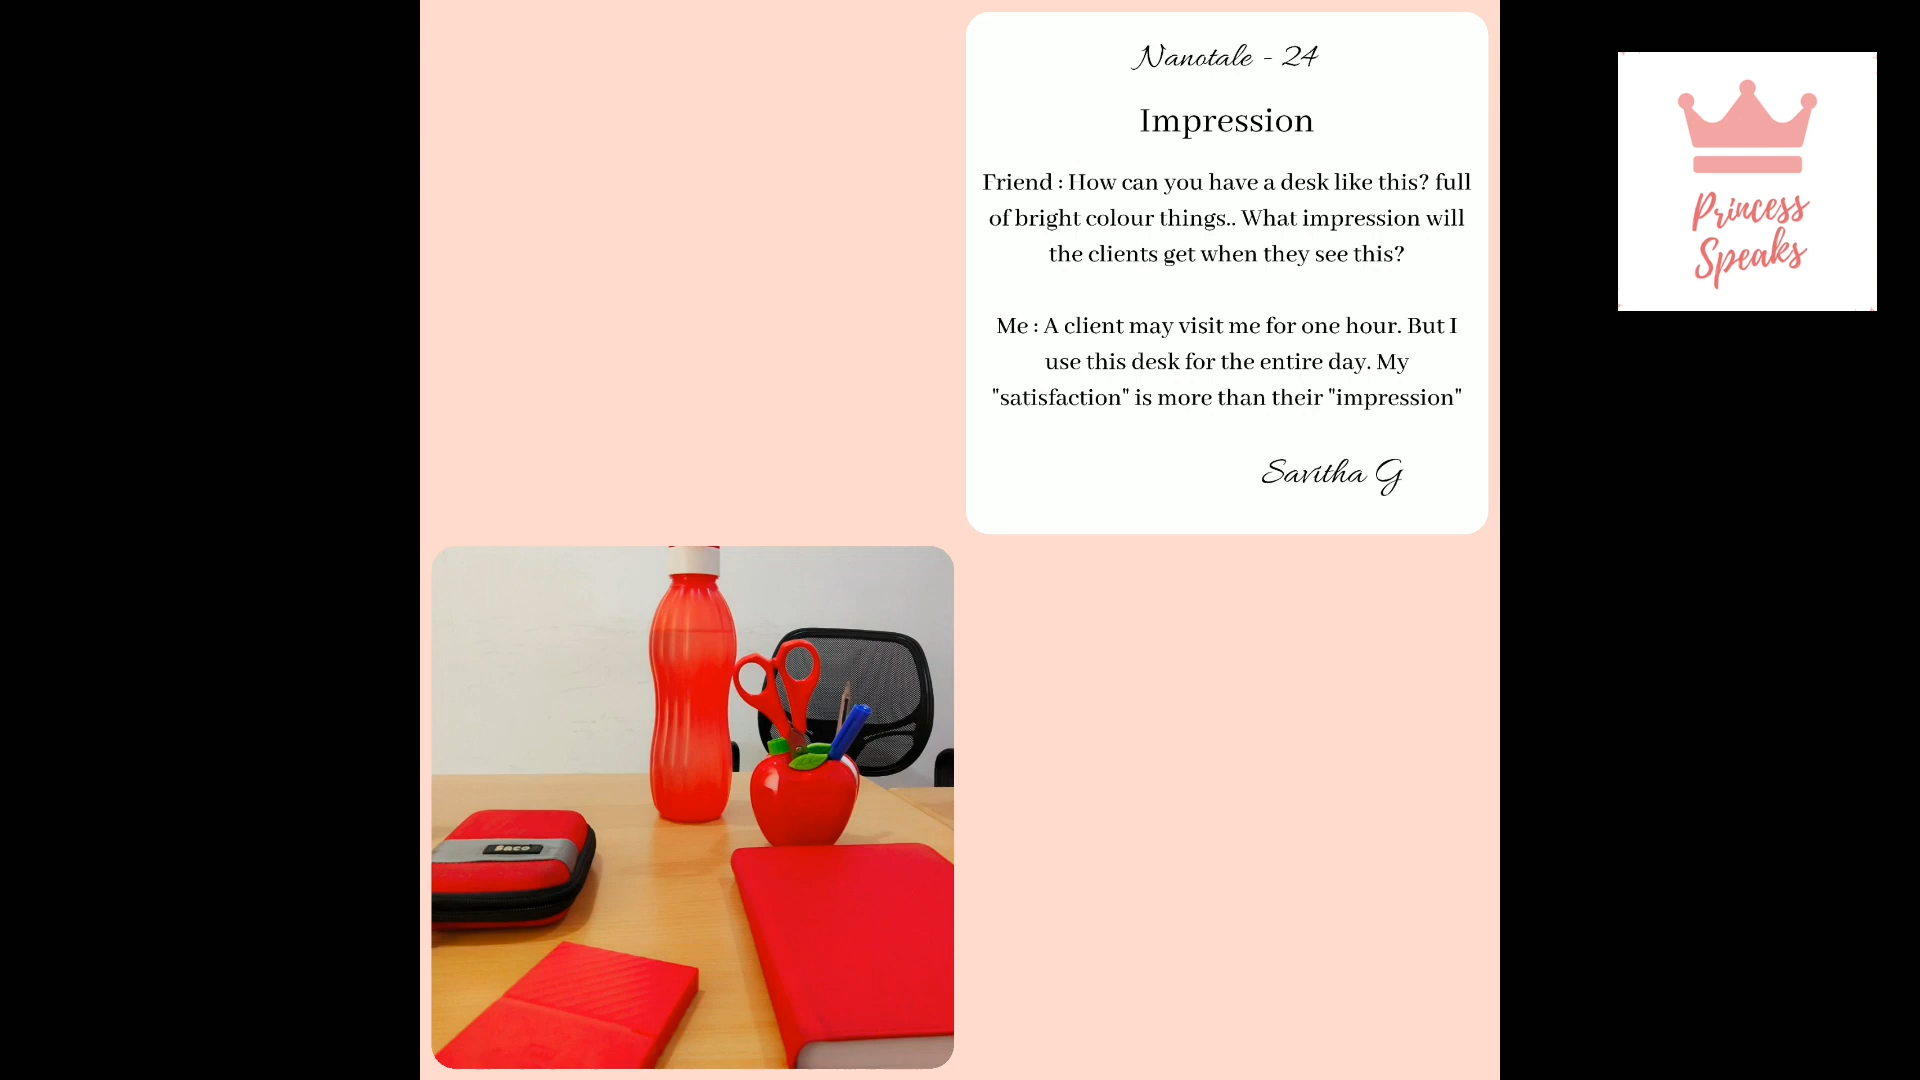 Nanotale - 24
Impression
Friend : How can you have a desk like this? full
of bright colour things.. What impression will
the clients get when they see this?
Me : A client may visit me for one hour. But I
use this desk for the entire day. My
"satisfaction" is more than their "impression"
Savitha G
Princess
Speaks
Saco